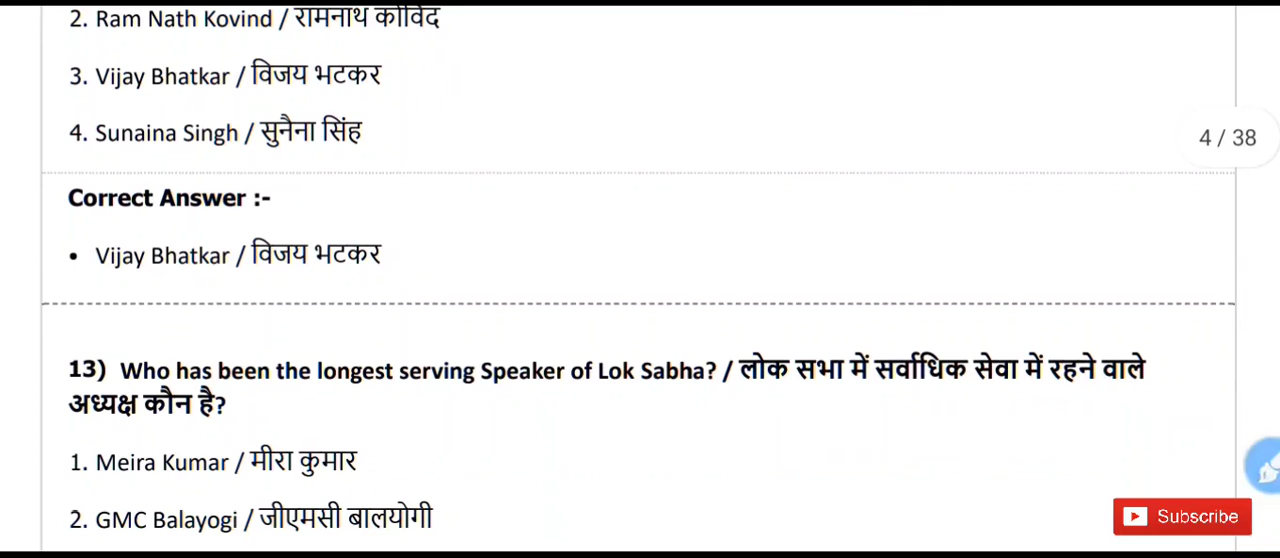 2. Ram Nath Kovind / रामनाथ कोविंद
3. Vijay Bhatkar / विजय भटकर
4. Sunaina Singh / सुनैना सिंह
4 / 38
Correct Answer :-
• Vijay Bhatkar / विजय भटकर
13) Who has been the longest serving Speaker of Lok Sabha? / लोक सभा में सर्वाधिक सेवा में रहने वाले
अध्यक्ष कौन है?
1. Meira Kumar / मीरा कुमार
2. GMC Balayogi / जीएमसी बालयोगी
Subscribe